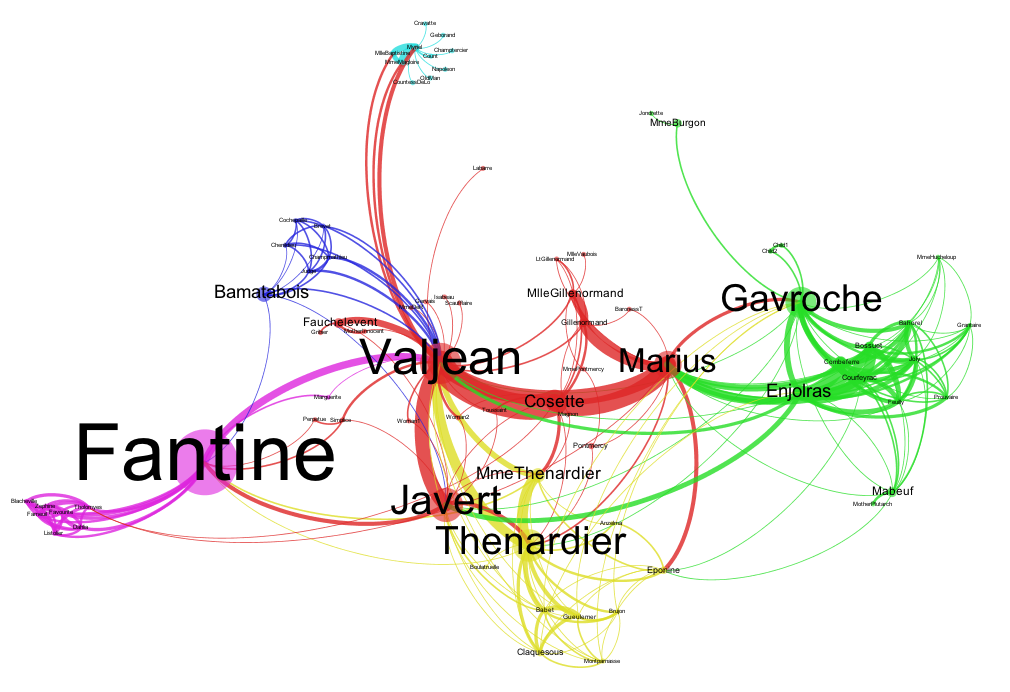 Cravatte
Geborand
Myriel
Champtercier
MlleBaptistine
Count
MmeMagloire
Napoleon
OldMan
CountessDeLo
Jondrette
MmeBurgon
Labarre
Cochepaille
Brevet
Chenildieu
Child1
Child2
Champmathieu
MlleVaubois
LtGillenormand
MmeHucheloup
Judge
Bamatabois
MlleGillenormand
Gavroche
Isabeau
Gervais
Scaufflaire
MmeDeR
BaronessT
Fauchelevent
Gillenormand
Bahorel
Grantaire
Gribier
MotherInnocent
Bossuet
Valjean
Marius
Combeferre
Joly
MmePontmercy
Courfeyrac
Enjolras
Marguerite
Cosette
Feuilly
Prouvaire
Toussaint
Magnon
Perpetue
Simplice
Woman1
Woman2
Pontmercy
Fantine
MmeThenardier
Mabeuf
Javert
MotherPlutarch
Blacheville
Zephine
Tholomyes
Fameuil
Favourite
Dahlia
Listolier
Anzelma
Thenardier
Boulatruelle
Eponine
Babet
Gueulemer
Brujon
Claquesous
Montparnasse